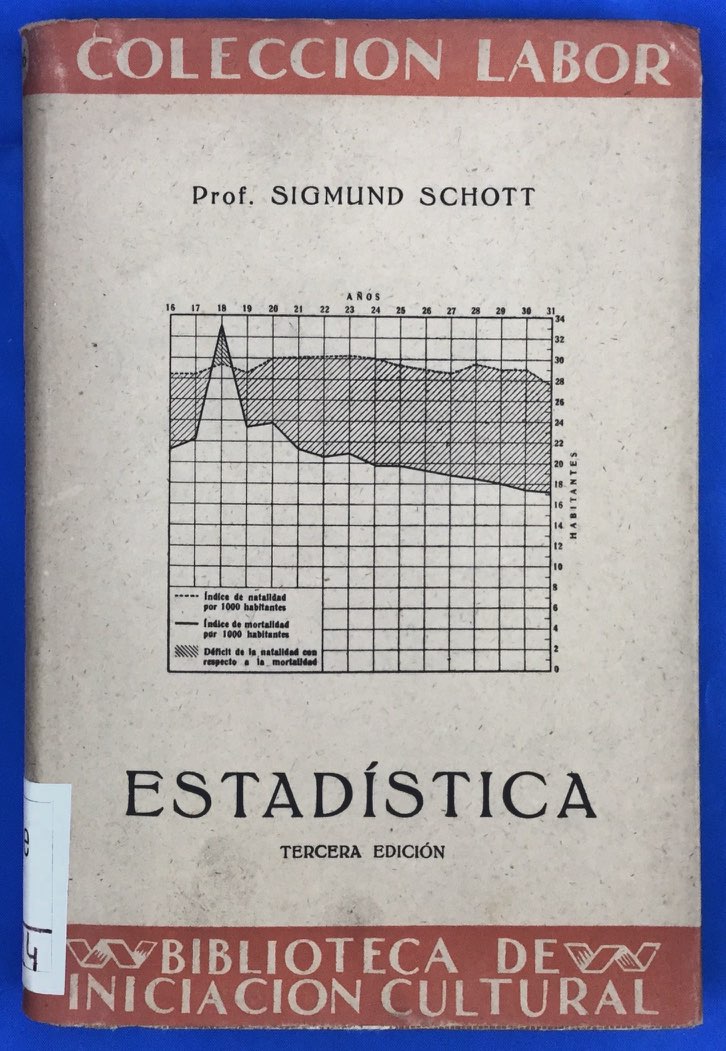 COLECCION LABOR
Prof. SIGMUND SCHOTT
AÑOS
16 17 18 19 20 21 22 23 24 25 26 27 28 29 30 31
34
32
30
28
26
24
22
20
18
16
14
12
10
8
6
4
2
0
HABITANTES
Índice de natalidad
por 1000 habitantes
Índice de mortalidad
por 1000 habitantes
Déficit de la natalidad con
respecto a la mortalidad
ESTADÍSTICA
TERCERA EDICIÓN
BIBLIOTECA DE
INICIACION CULTURAL
e
4